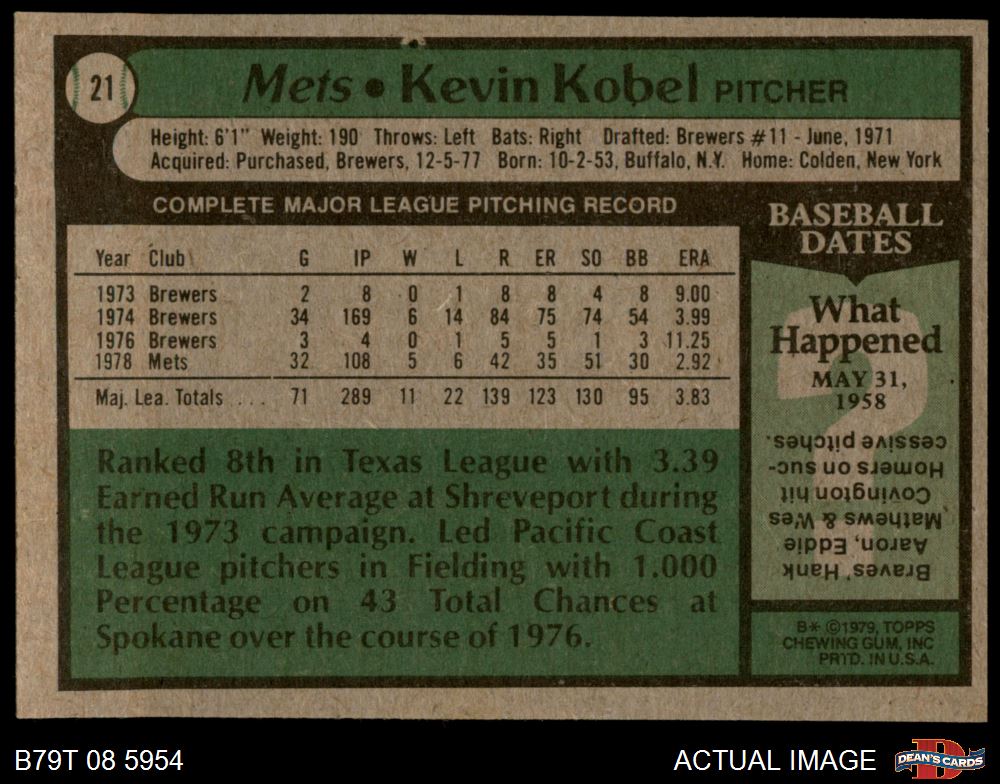 21
Mets • Kevin Kobel PITCHER
Height: 6'1" Weight: 190 Throws: Left Bats: Right Drafted: Brewers #11 - June, 1971
Acquired: Purchased, Brewers, 12-5-77 Born: 10-2-53, Buffalo, N.Y. Home: Colden, New York
COMPLETE MAJOR LEAGUE PITCHING RECORD
Year Club G IP W L R ER SO BB ERA
1973 Brewers 2 8 0 1 8 8 4 8 9.00
1974 Brewers 34 169 6 14 84 75 74 54 3.99
1976 Brewers 3 4 0 1 5 5 1 3 11.25
1978 Mets 32 108 5 6 42 35 51 30 2.92
Maj. Lea. Totals .... 71 289 11 22 139 123 130 95 3.83
Ranked 8th in Texas League with 3.39
Earned Run Average at Shreveport during
the 1973 campaign. Led Pacific Coast
League pitchers in Fielding with 1.000
Percentage on 43 Total Chances at
Spokane over the course of 1976.
BASEBALL
DATES
What
Happened
MAY 31,
1958
Braves' Hank
Aaron, Eddie
Mathews & Wes
Covington hit
Homers on suc-
cessive pitches.
B* ©1979, TOPPS
CHEWING GUM, INC
PRTD. IN U.S.A.
B79T 08 5954
ACTUAL IMAGE
D
DEAN'S CARDS